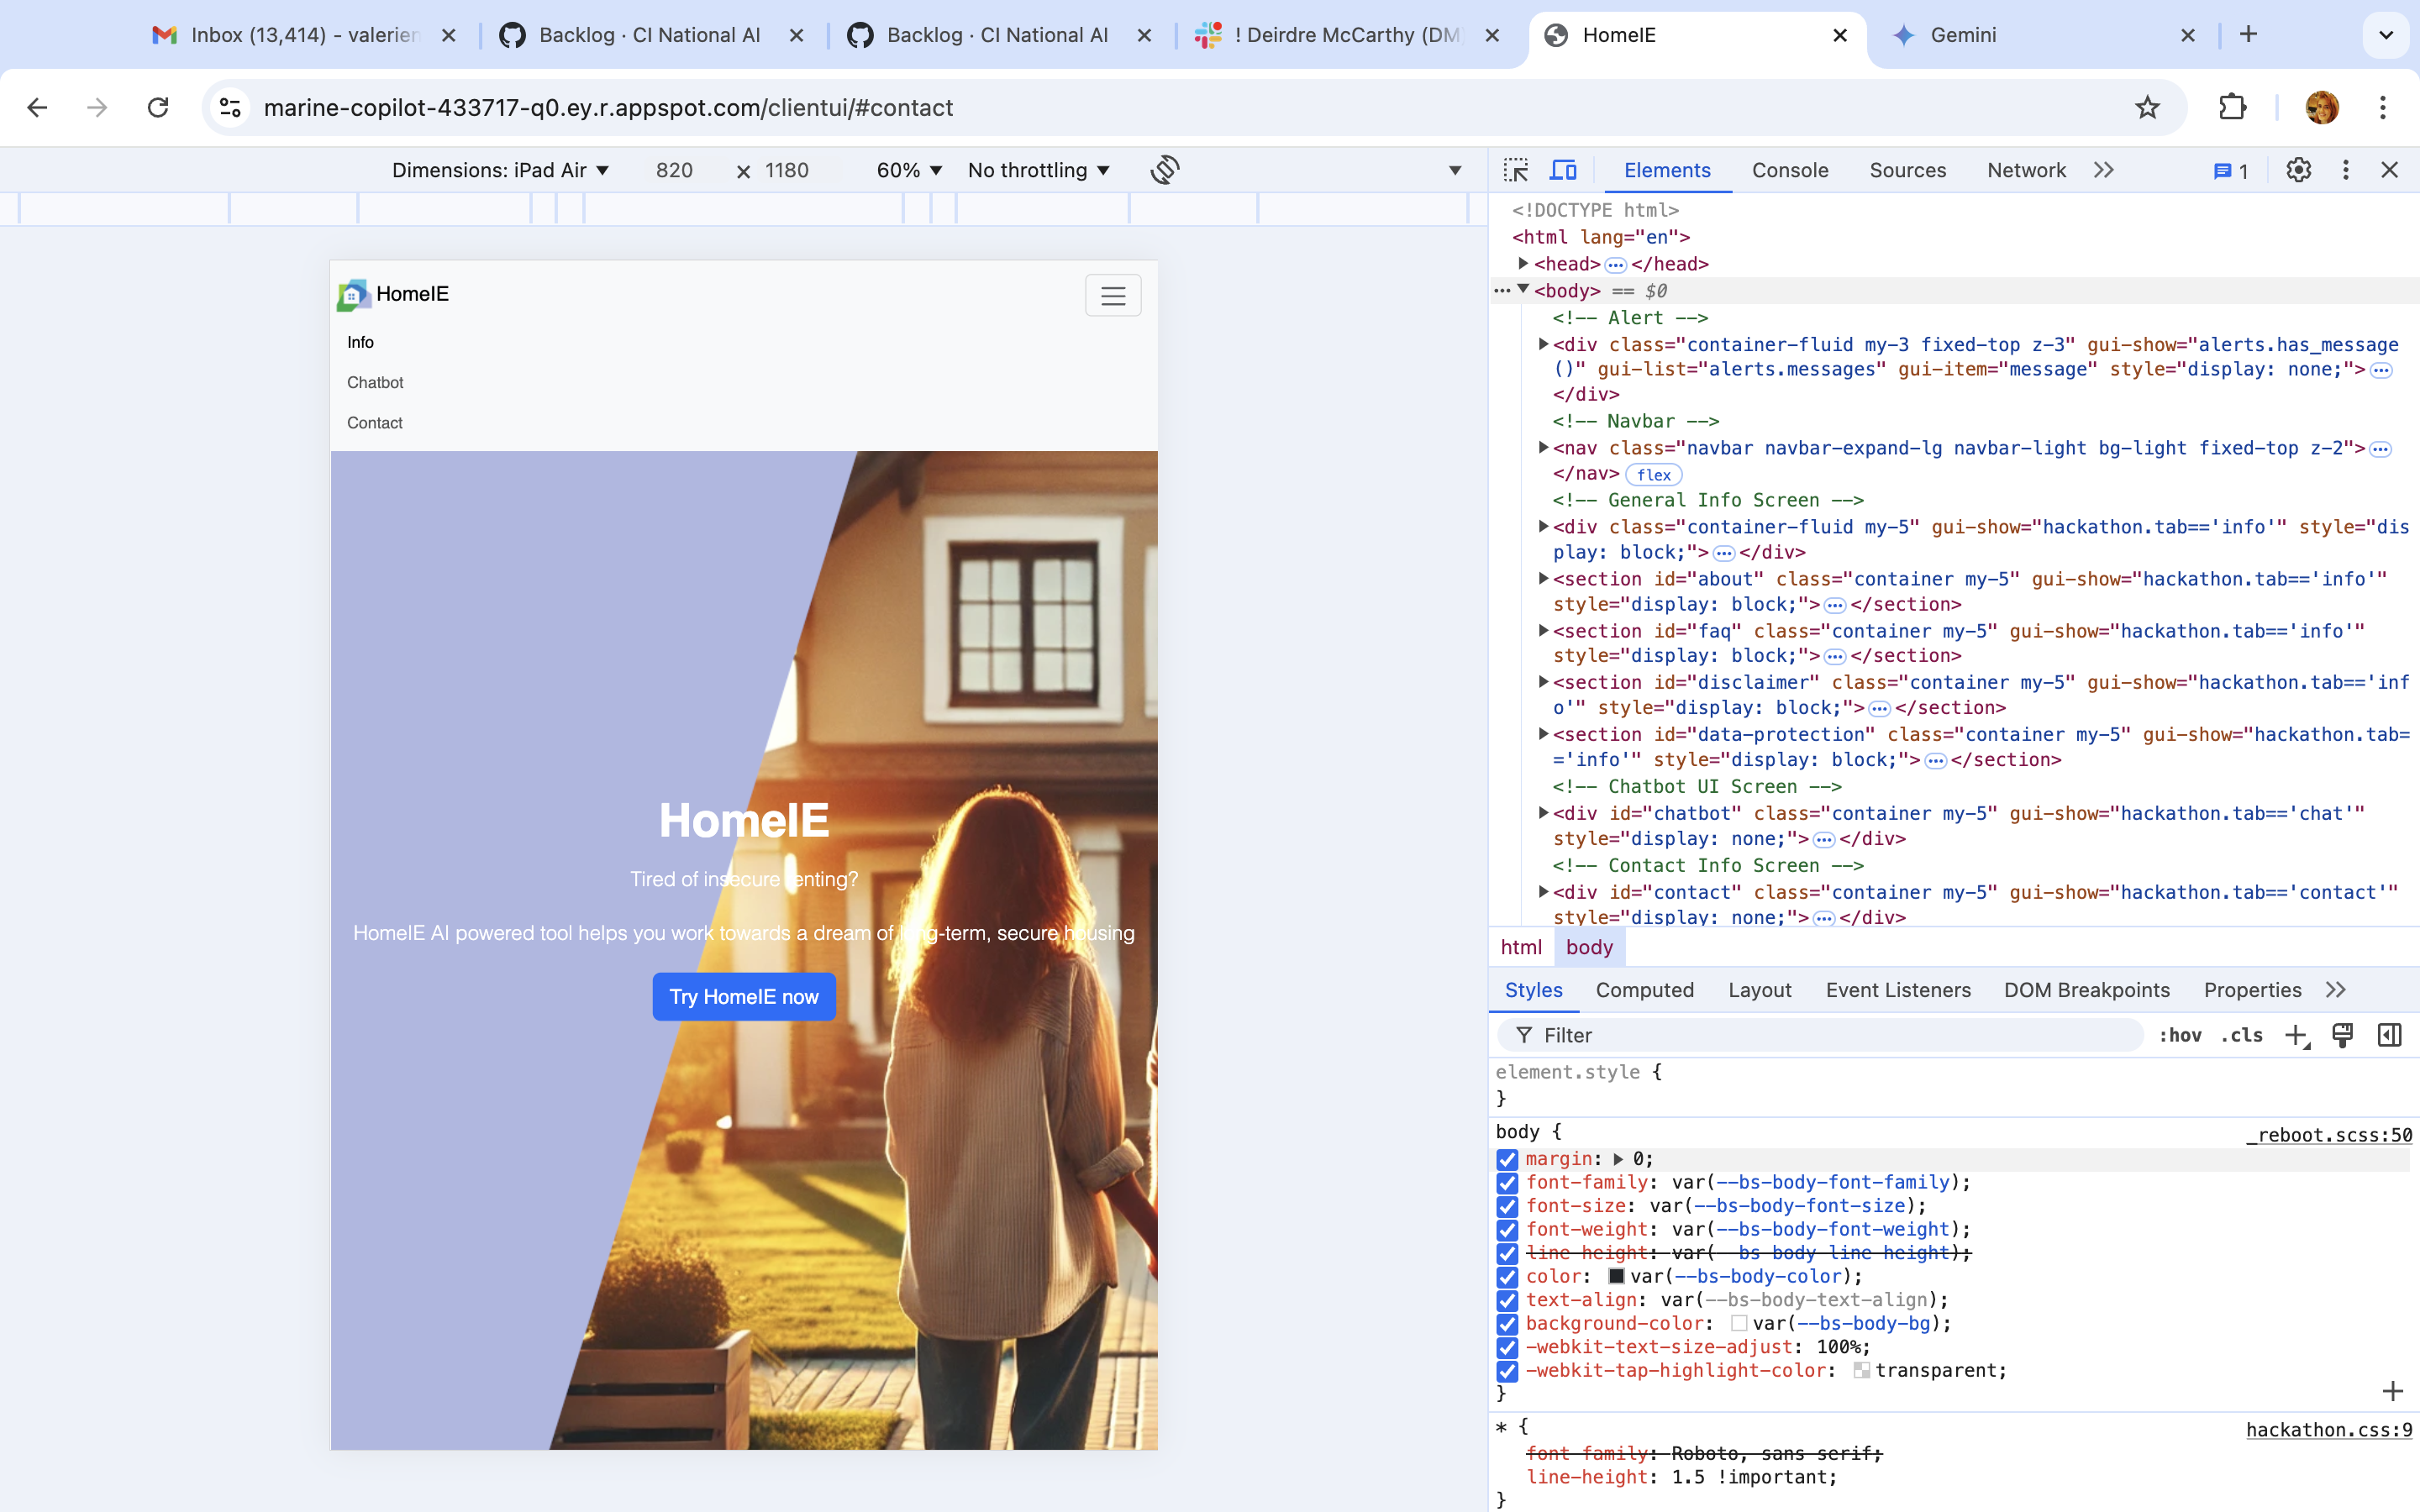 Inbox (13,414) - valerien
Backlog · CI National AI
Backlog · CI National AI
! Deirdre McCarthy (DM)
HomeIE
Gemini
marine-copilot-433717-q0.ey.r.appspot.com/clientui/#contact
Dimensions: iPad Air 820 × 1180 60% No throttling
Elements Console Sources Network 1
HomeIE
Info
Chatbot
Contact
HomeIE
Tired of insecure renting?
HomeIE AI powered tool helps you work towards a dream of long-term, secure housing
Try HomeIE now
<!DOCTYPE html>
<html lang="en">
<head> </head>
<body> == $0
<!-- Alert -->
<div class="container-fluid my-3 fixed-top z-3" gui-show="alerts.has_message
()" gui-list="alerts.messages" gui-item="message" style="display: none;">
</div>
<!-- Navbar -->
<nav class="navbar navbar-expand-lg navbar-light bg-light fixed-top z-2">
</nav> flex
<!-- General Info Screen -->
<div class="container-fluid my-5" gui-show="hackathon.tab=='info'" style="dis
play: block;"> </div>
<section id="about" class="container my-5" gui-show="hackathon.tab=='info'"
style="display: block;"> </section>
<section id="faq" class="container my-5" gui-show="hackathon.tab=='info'"
style="display: block;"> </section>
<section id="disclaimer" class="container my-5" gui-show="hackathon.tab=='inf
o'" style="display: block;"> </section>
<section id="data-protection" class="container my-5" gui-show="hackathon.tab=
='info'" style="display: block;"> </section>
<!-- Chatbot UI Screen -->
<div id="chatbot" class="container my-5" gui-show="hackathon.tab=='chat'"
style="display: none;"> </div>
<!-- Contact Info Screen -->
<div id="contact" class="container my-5" gui-show="hackathon.tab=='contact'"
style="display: none;"> </div>
html body
Styles Computed Layout Event Listeners DOM Breakpoints Properties
Filter :hov .cls
element.style {
}
body { _reboot.scss:50
margin: 0;
font-family: var(--bs-body-font-family);
font-size: var(--bs-body-font-size);
font-weight: var(--bs-body-font-weight);
line-height: var(--bs-body-line-height);
color: var(--bs-body-color);
text-align: var(--bs-body-text-align);
background-color: var(--bs-body-bg);
-webkit-text-size-adjust: 100%;
-webkit-tap-highlight-color: transparent;
}
* { hackathon.css:9
font-family: Roboto, sans-serif;
line-height: 1.5 !important;
}